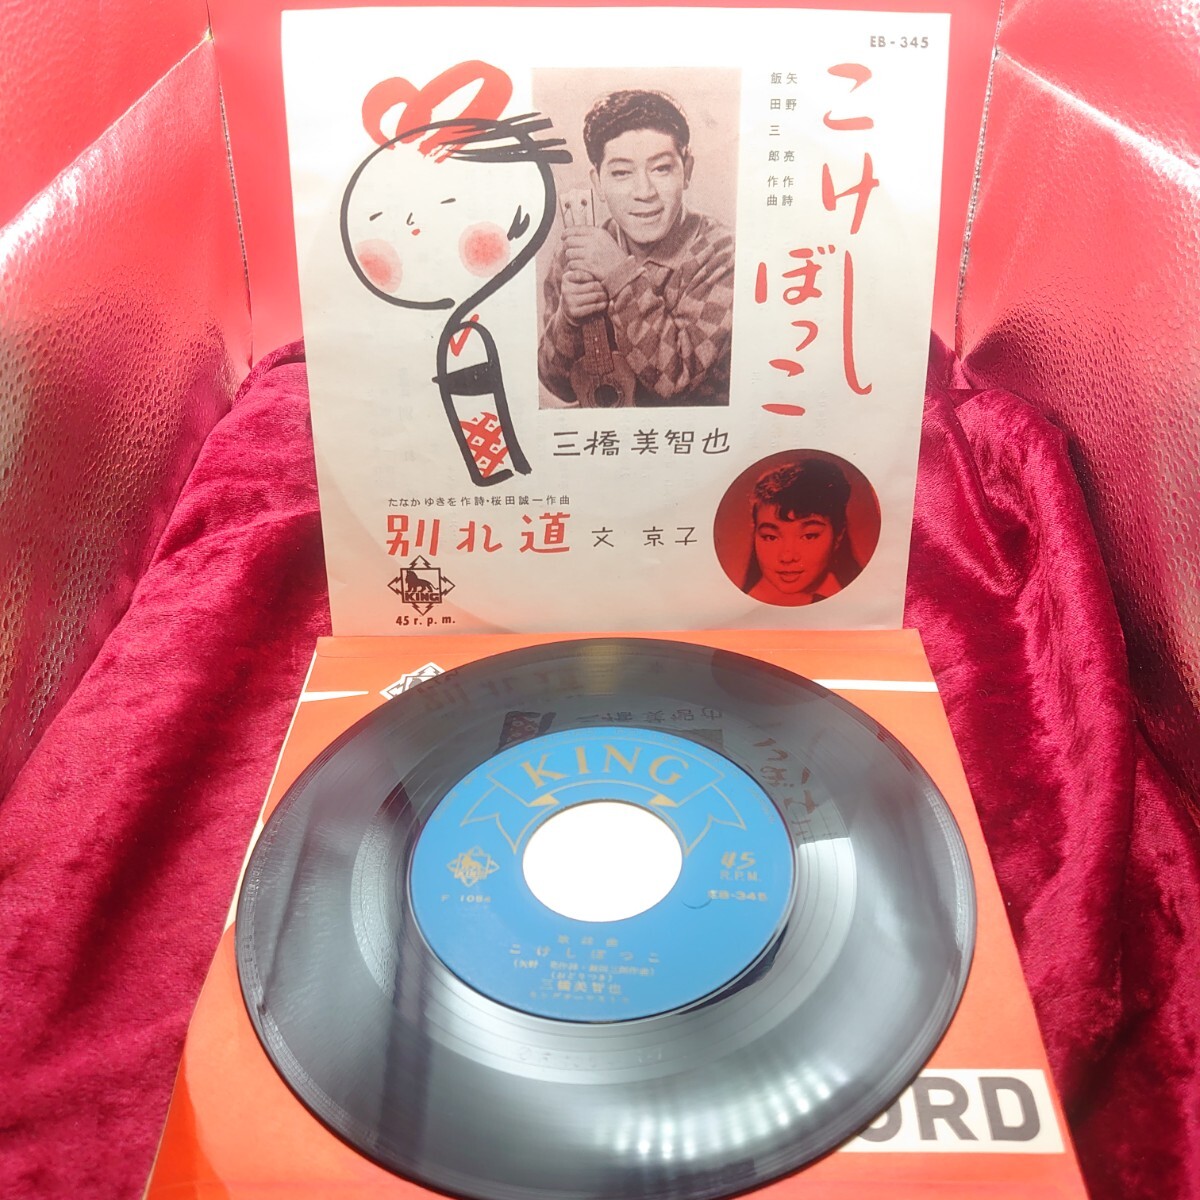 EB-345
こけしぼっこ
矢野亮作詩
飯田三郎作曲
三橋美智也
たなかゆきを作詩・桜田誠一作曲
別れ道 文 京子
KING
45 r. p. m.
KING
45
R.P.M.
EB-345
歌謡曲
こけしぼっこ
三橋美智也
ORD